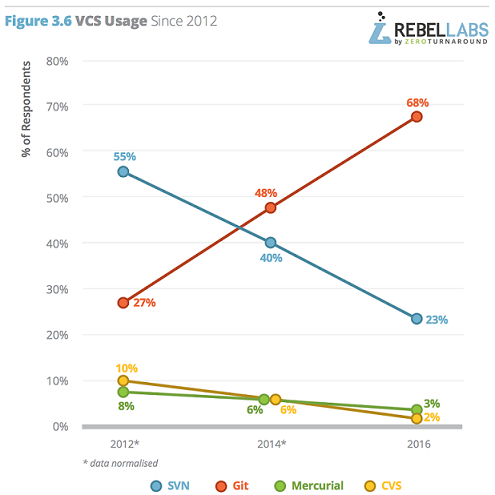 Figure 3.6 VCS Usage Since 2012
REBELLABS
by ZEROTURNAROUND
% of Respondents
80%
70%
60%
50%
40%
30%
20%
10%
0%
55%
27%
10%
8%
48%
40%
6%
6%
68%
23%
3%
2%
2012*
2014*
2016
* data normalised
SVN
Git
Mercurial
CVS